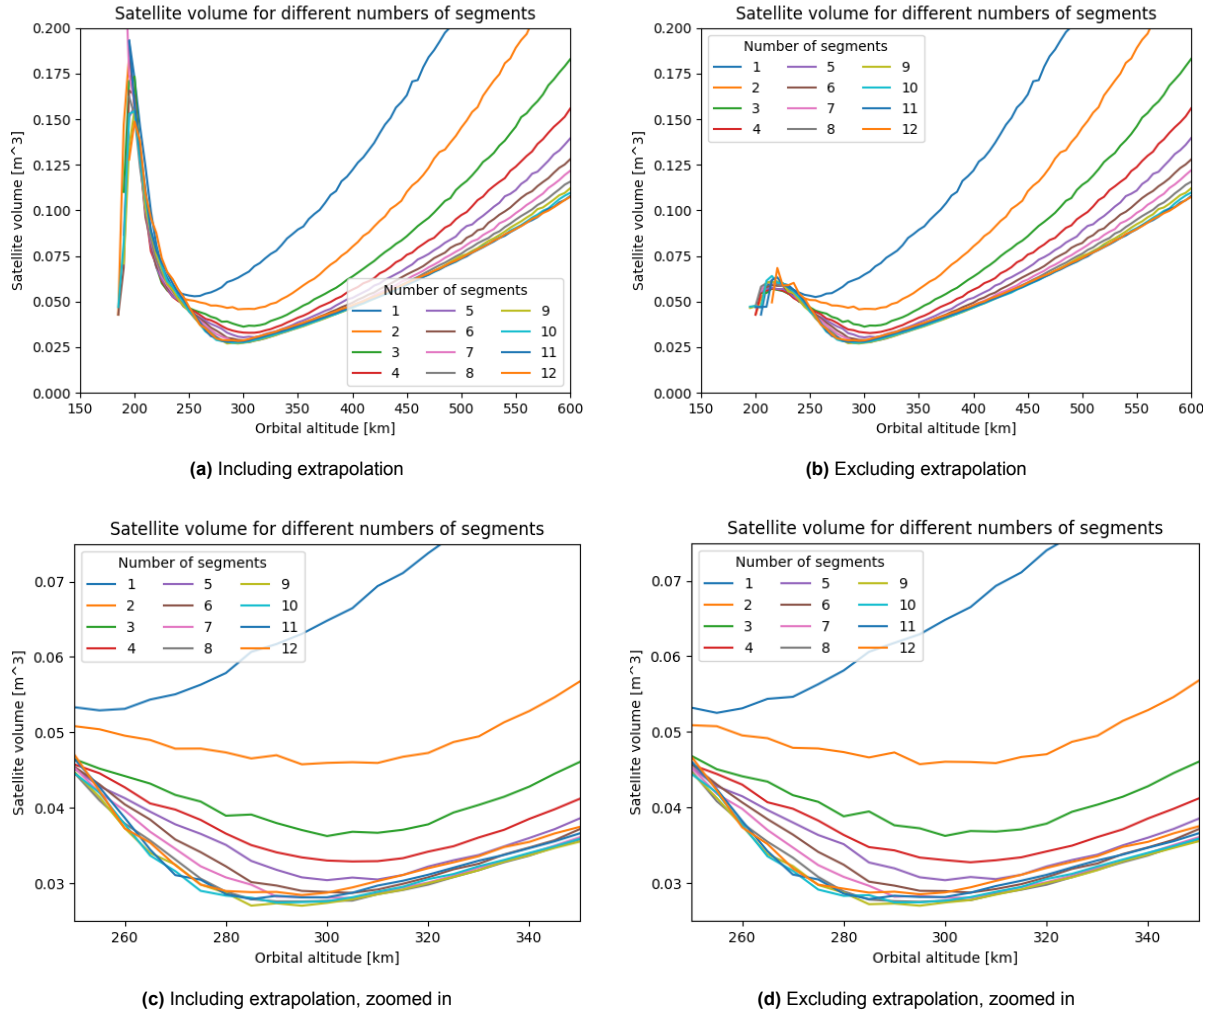 Satellite volume for different numbers of segments
Satellite volume [m^3]
0.200
0.175
0.150
0.125
0.100
0.075
0.050
0.025
0.000
Number of segments
1 5 9
2 6 10
3 7 11
4 8 12
150 200 250 300 350 400 450 500 550 600
Orbital altitude [km]
(a) Including extrapolation
Satellite volume for different numbers of segments
Satellite volume [m^3]
0.200
0.175
0.150
0.125
0.100
0.075
0.050
0.025
0.000
Number of segments
1 5 9
2 6 10
3 7 11
4 8 12
150 200 250 300 350 400 450 500 550 600
Orbital altitude [km]
(b) Excluding extrapolation
Satellite volume for different numbers of segments
Satellite volume [m^3]
0.07
0.06
0.05
0.04
0.03
Number of segments
1 5 9
2 6 10
3 7 11
4 8 12
260 280 300 320 340
Orbital altitude [km]
(c) Including extrapolation, zoomed in
Satellite volume for different numbers of segments
Satellite volume [m^3]
0.07
0.06
0.05
0.04
0.03
Number of segments
1 5 9
2 6 10
3 7 11
4 8 12
260 280 300 320 340
Orbital altitude [km]
(d) Excluding extrapolation, zoomed in